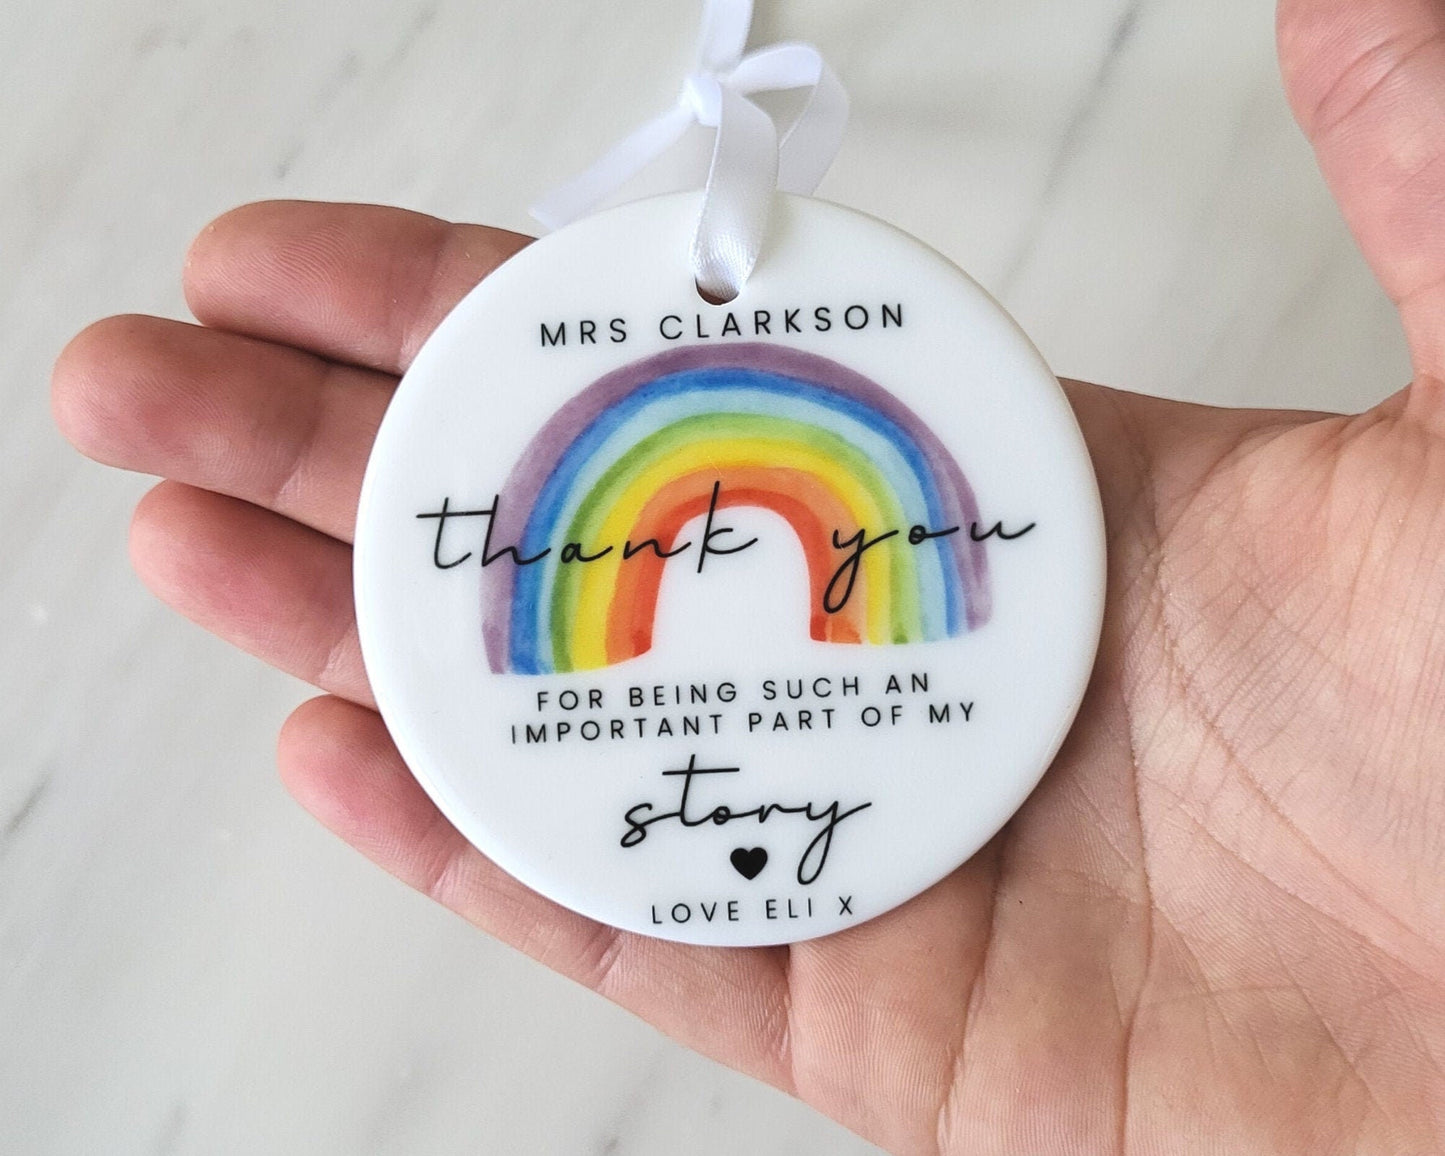 MRS CLARKSON
thank you
FOR BEING SUCH AN
IMPORTANT PART OF MY
story
LOVE ELI X